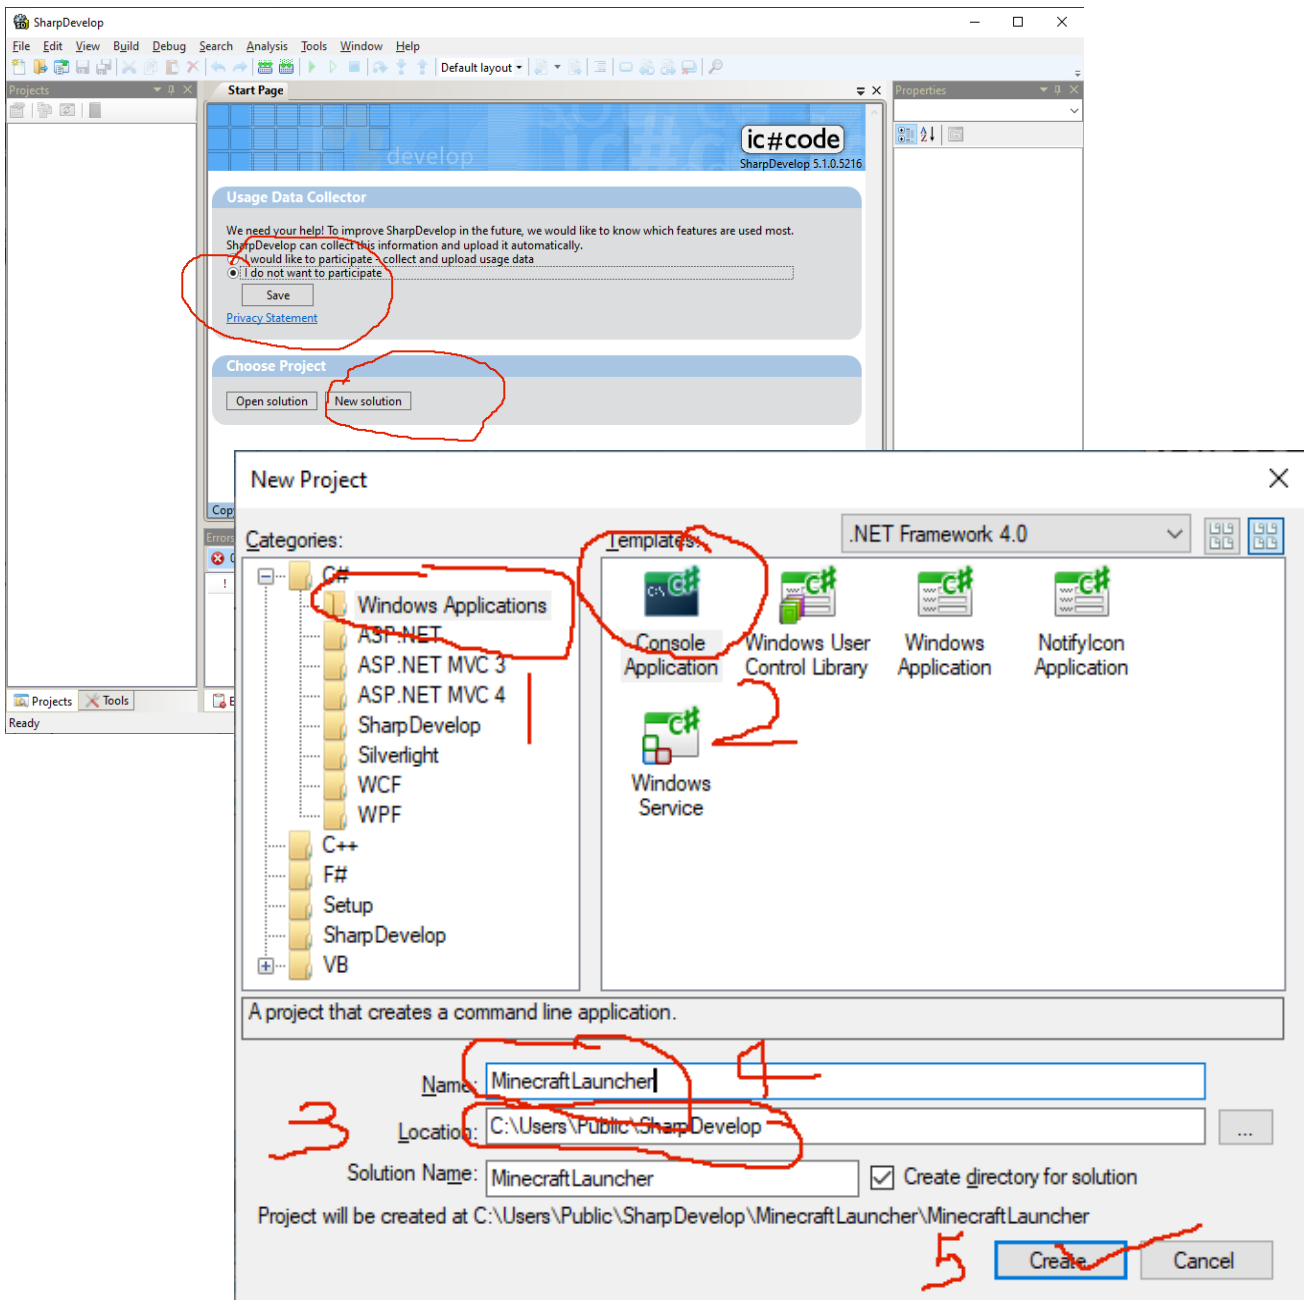 SharpDevelop
File Edit View Build Debug Search Analysis Tools Window Help
Default layout
Projects
Start Page
Properties
develop
ic#code
SharpDevelop 5.1.0.5216
Usage Data Collector
We need your help! To improve SharpDevelop in the future, we would like to know which features are used most.
SharpDevelop can collect this information and upload it automatically.
I would like to participate - collect and upload usage data
I do not want to participate
Save
Privacy Statement
Choose Project
Open solution New solution
Errors
Projects Tools
Ready
New Project
Categories:
Templates:
.NET Framework 4.0
C#
Windows Applications
ASP.NET
ASP.NET MVC 3
ASP.NET MVC 4
SharpDevelop
Silverlight
WCF
WPF
C++
F#
Setup
SharpDevelop
VB
1
Console Application
Windows User Control Library
Windows Application
NotifyIcon Application
2
Windows Service
A project that creates a command line application.
Name: MinecraftLauncher
4
3
Location: C:\Users\Public\SharpDevelop ...
Solution Name: MinecraftLauncher Create directory for solution
Project will be created at C:\Users\Public\SharpDevelop\MinecraftLauncher\MinecraftLauncher
5
Create Cancel